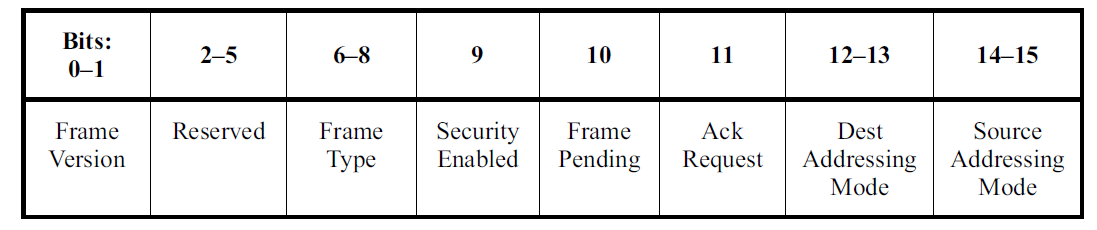 Bits:
0–1
2–5
6–8
9
10
11
12–13
14–15
Frame
Version
Reserved
Frame
Type
Security
Enabled
Frame
Pending
Ack
Request
Dest
Addressing
Mode
Source
Addressing
Mode